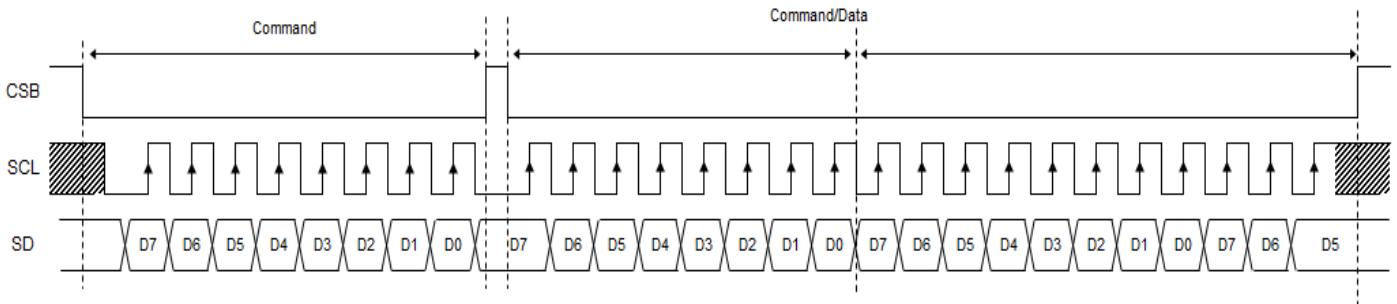 Command
Command/Data
CSB
SCL
SD
D7 D6 D5 D4 D3 D2 D1 D0 D7 D6 D5 D4 D3 D2 D1 D0 D7 D6 D5 D4 D3 D2 D1 D0 D7 D6 D5